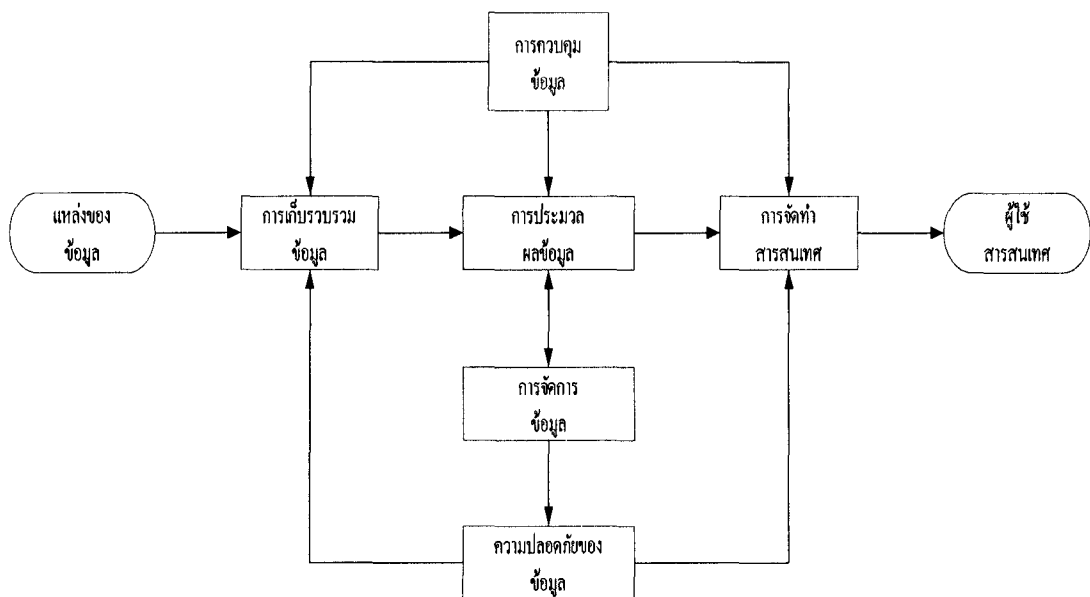 การควบคุม
ข้อมูล
แหล่งของ
ข้อมูล
การเก็บรวบรวม
ข้อมูล
การประมวล
ผลข้อมูล
การจัดทำ
สารสนเทศ
ผู้ใช้
สารสนเทศ
การจัดการ
ข้อมูล
ความปลอดภัยของ
ข้อมูล